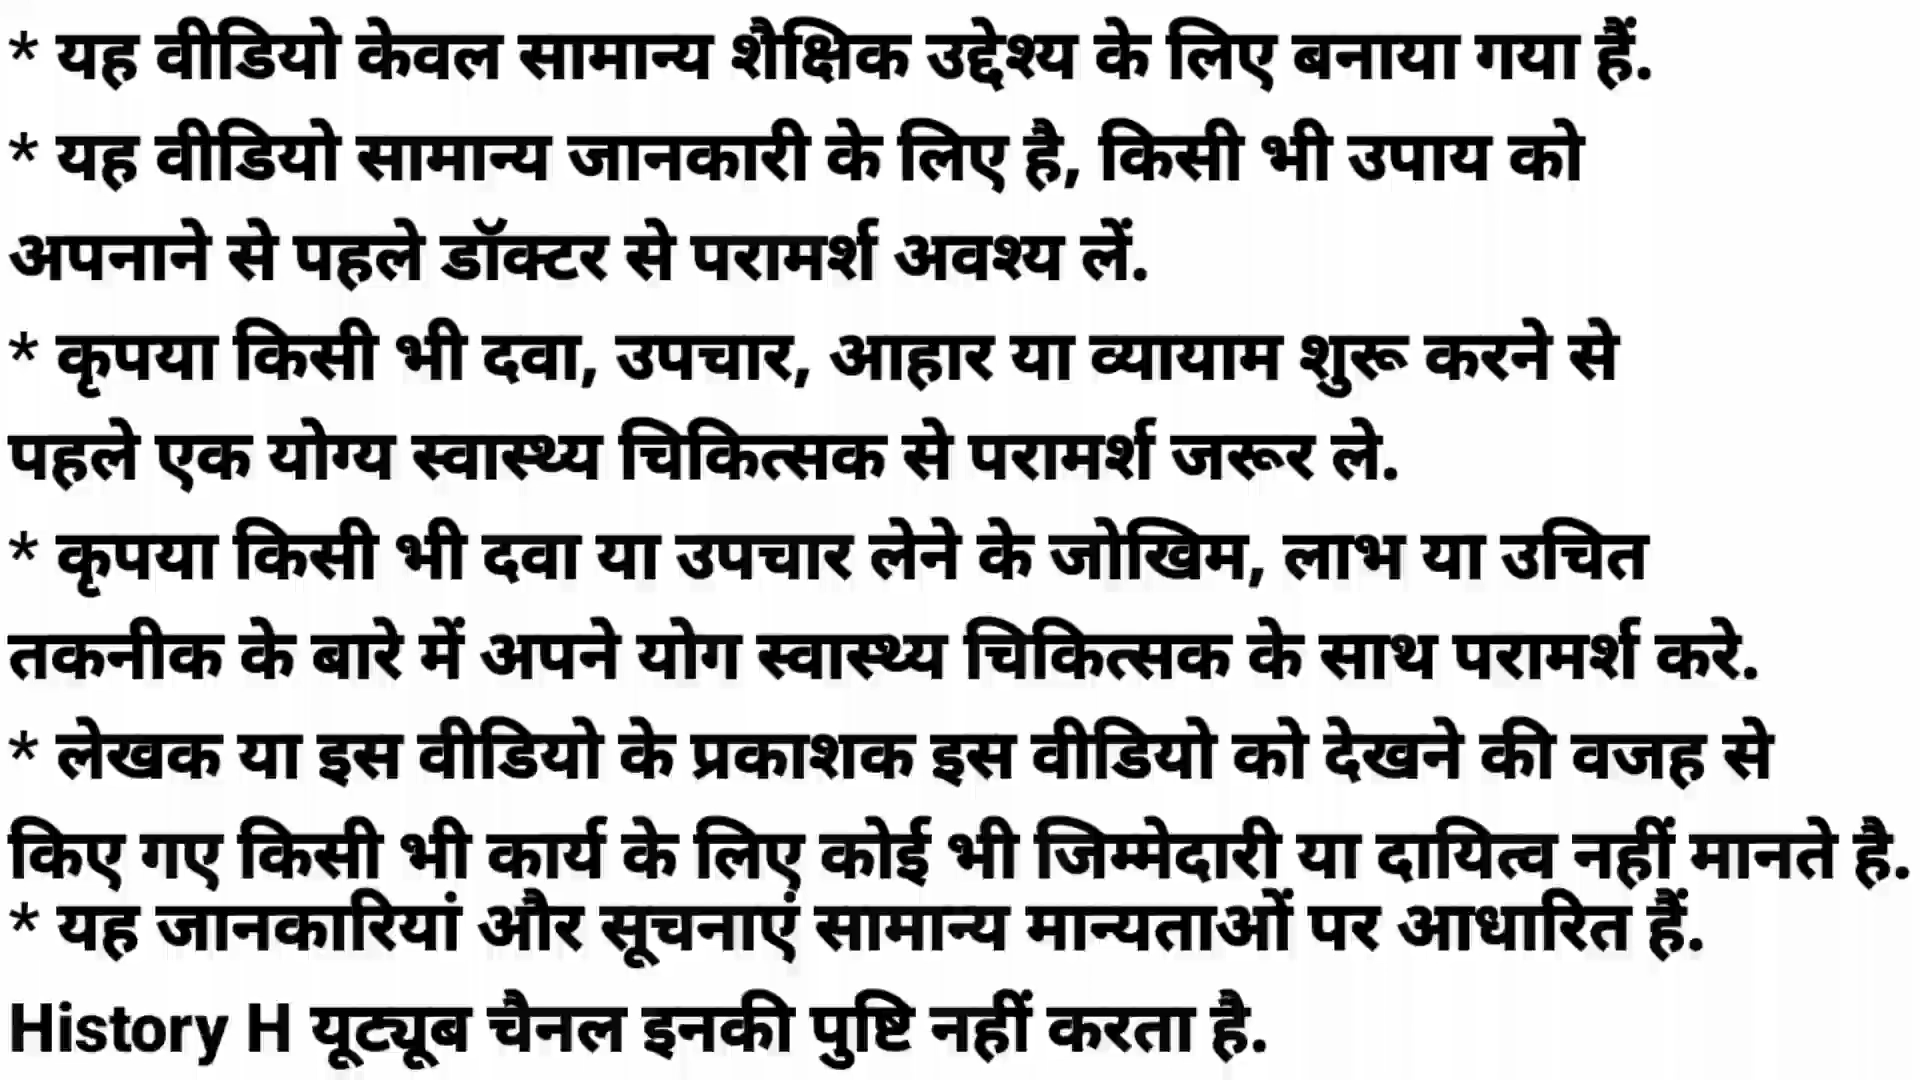 * यह वीडियो केवल सामान्य शैक्षिक उद्देश्य के लिए बनाया गया हैं.
* यह वीडियो सामान्य जानकारी के लिए है, किसी भी उपाय को
अपनाने से पहले डॉक्टर से परामर्श अवश्य लें.
* कृपया किसी भी दवा, उपचार, आहार या व्यायाम शुरू करने से
पहले एक योग्य स्वास्थ्य चिकित्सक से परामर्श जरूर ले.
* कृपया किसी भी दवा या उपचार लेने के जोखिम, लाभ या उचित
तकनीक के बारे में अपने योग स्वास्थ्य चिकित्सक के साथ परामर्श करे.
* लेखक या इस वीडियो के प्रकाशक इस वीडियो को देखने की वजह से
किए गए किसी भी कार्य के लिए कोई भी जिम्मेदारी या दायित्व नहीं मानते है.
* यह जानकारियां और सूचनाएं सामान्य मान्यताओं पर आधारित हैं.
History H यूट्यूब चैनल इनकी पुष्टि नहीं करता है.